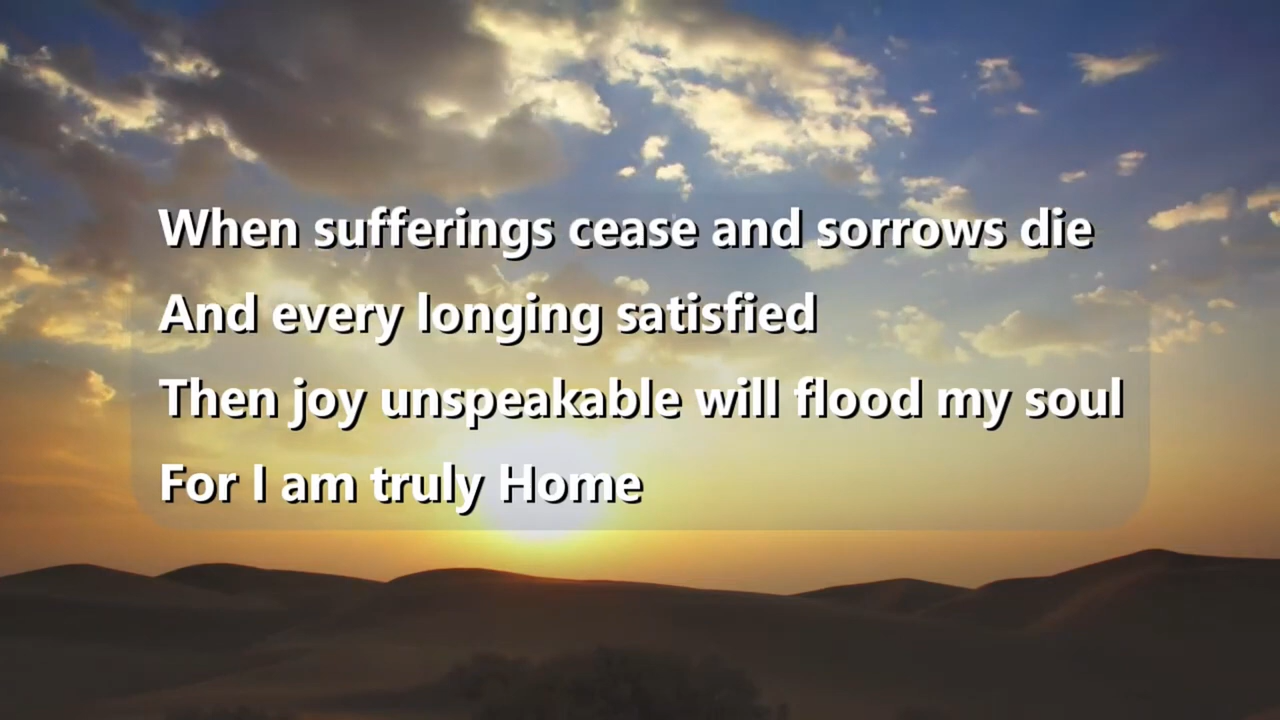 When sufferings cease and sorrows die
And every longing satisfied
Then joy unspeakable will flood my soul
For I am truly Home